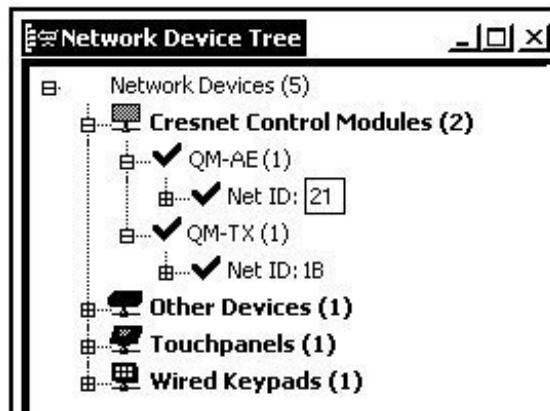 Network Device Tree
Network Devices (5)
Cresnet Control Modules (2)
QM-AE (1)
Net ID: 21
QM-TX (1)
Net ID: 1B
Other Devices (1)
Touchpanels (1)
Wired Keypads (1)